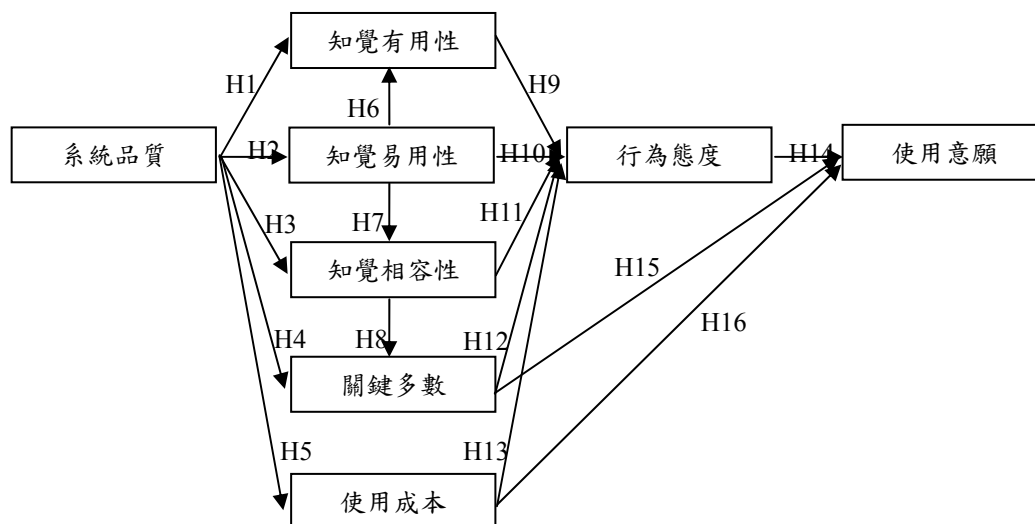 知覺有用性
H1
H9
H6
系統品質
H2
知覺易用性
H10
行為態度
H14
使用意願
H7
H3
H11
知覺相容性
H15
H16
H4
H8
H12
關鍵多數
H5
H13
使用成本